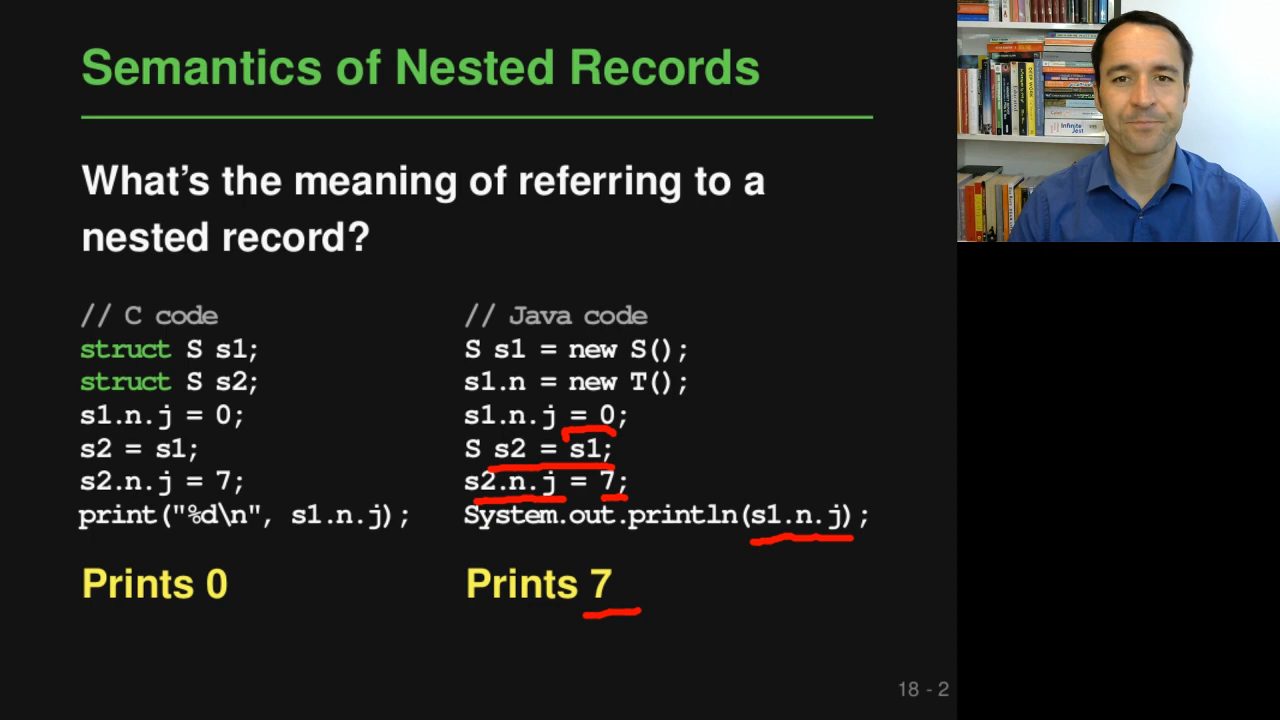 Semantics of Nested Records
What's the meaning of referring to a
nested record?
// C code
struct S s1;
struct S s2;
s1.n.j = 0;
s2 = s1;
s2.n.j = 7;
print("%d\n", s1.n.j);
Prints 0
// Java code
S s1 = new S();
s1.n = new T();
s1.n.j = 0;
S s2 = s1;
s2.n.j = 7;
System.out.println(s1.n.j);
Prints 7
18 - 2
Infinite
Jest